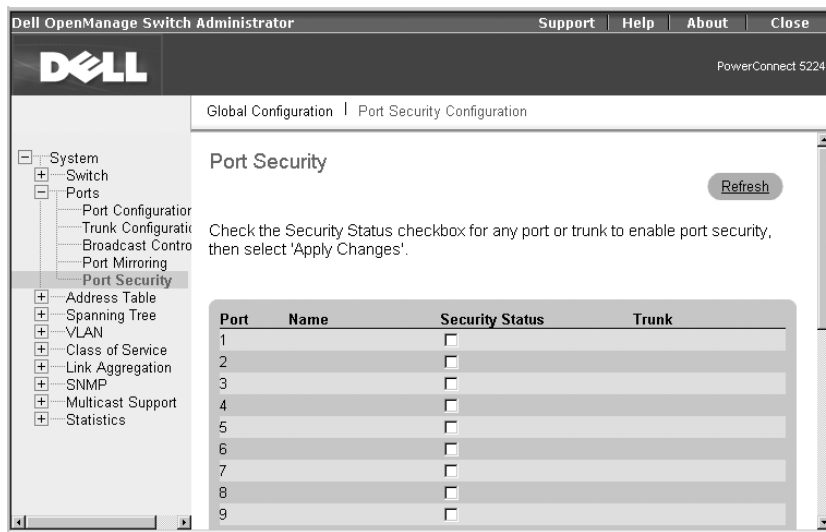 Dell OpenManage Switch Administrator Support Help About Close
DELL
PowerConnect 5224
Global Configuration | Port Security Configuration
System
Switch
Ports
Port Configuration
Trunk Configuratio
Broadcast Contro
Port Mirroring
Port Security
Address Table
Spanning Tree
VLAN
Class of Service
Link Aggregation
SNMP
Multicast Support
Statistics
Port Security
Refresh
Check the Security Status checkbox for any port or trunk to enable port security,
then select 'Apply Changes'.
Port Name Security Status Trunk
1
2
3
4
5
6
7
8
9